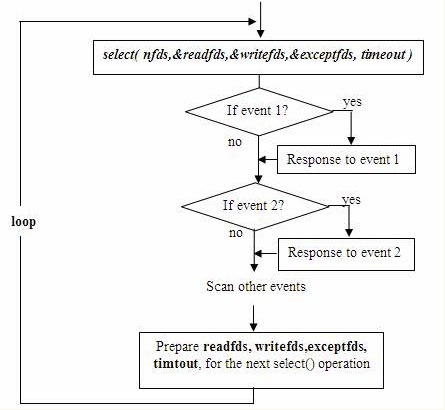 select( nfds,&readfds,&writefds,&exceptfds, timeout )
If event 1?
yes
no
Response to event 1
If event 2?
yes
no
loop
Response to event 2
Scan other events
Prepare readfds, writefds,exceptfds,
timtout, for the next select() operation